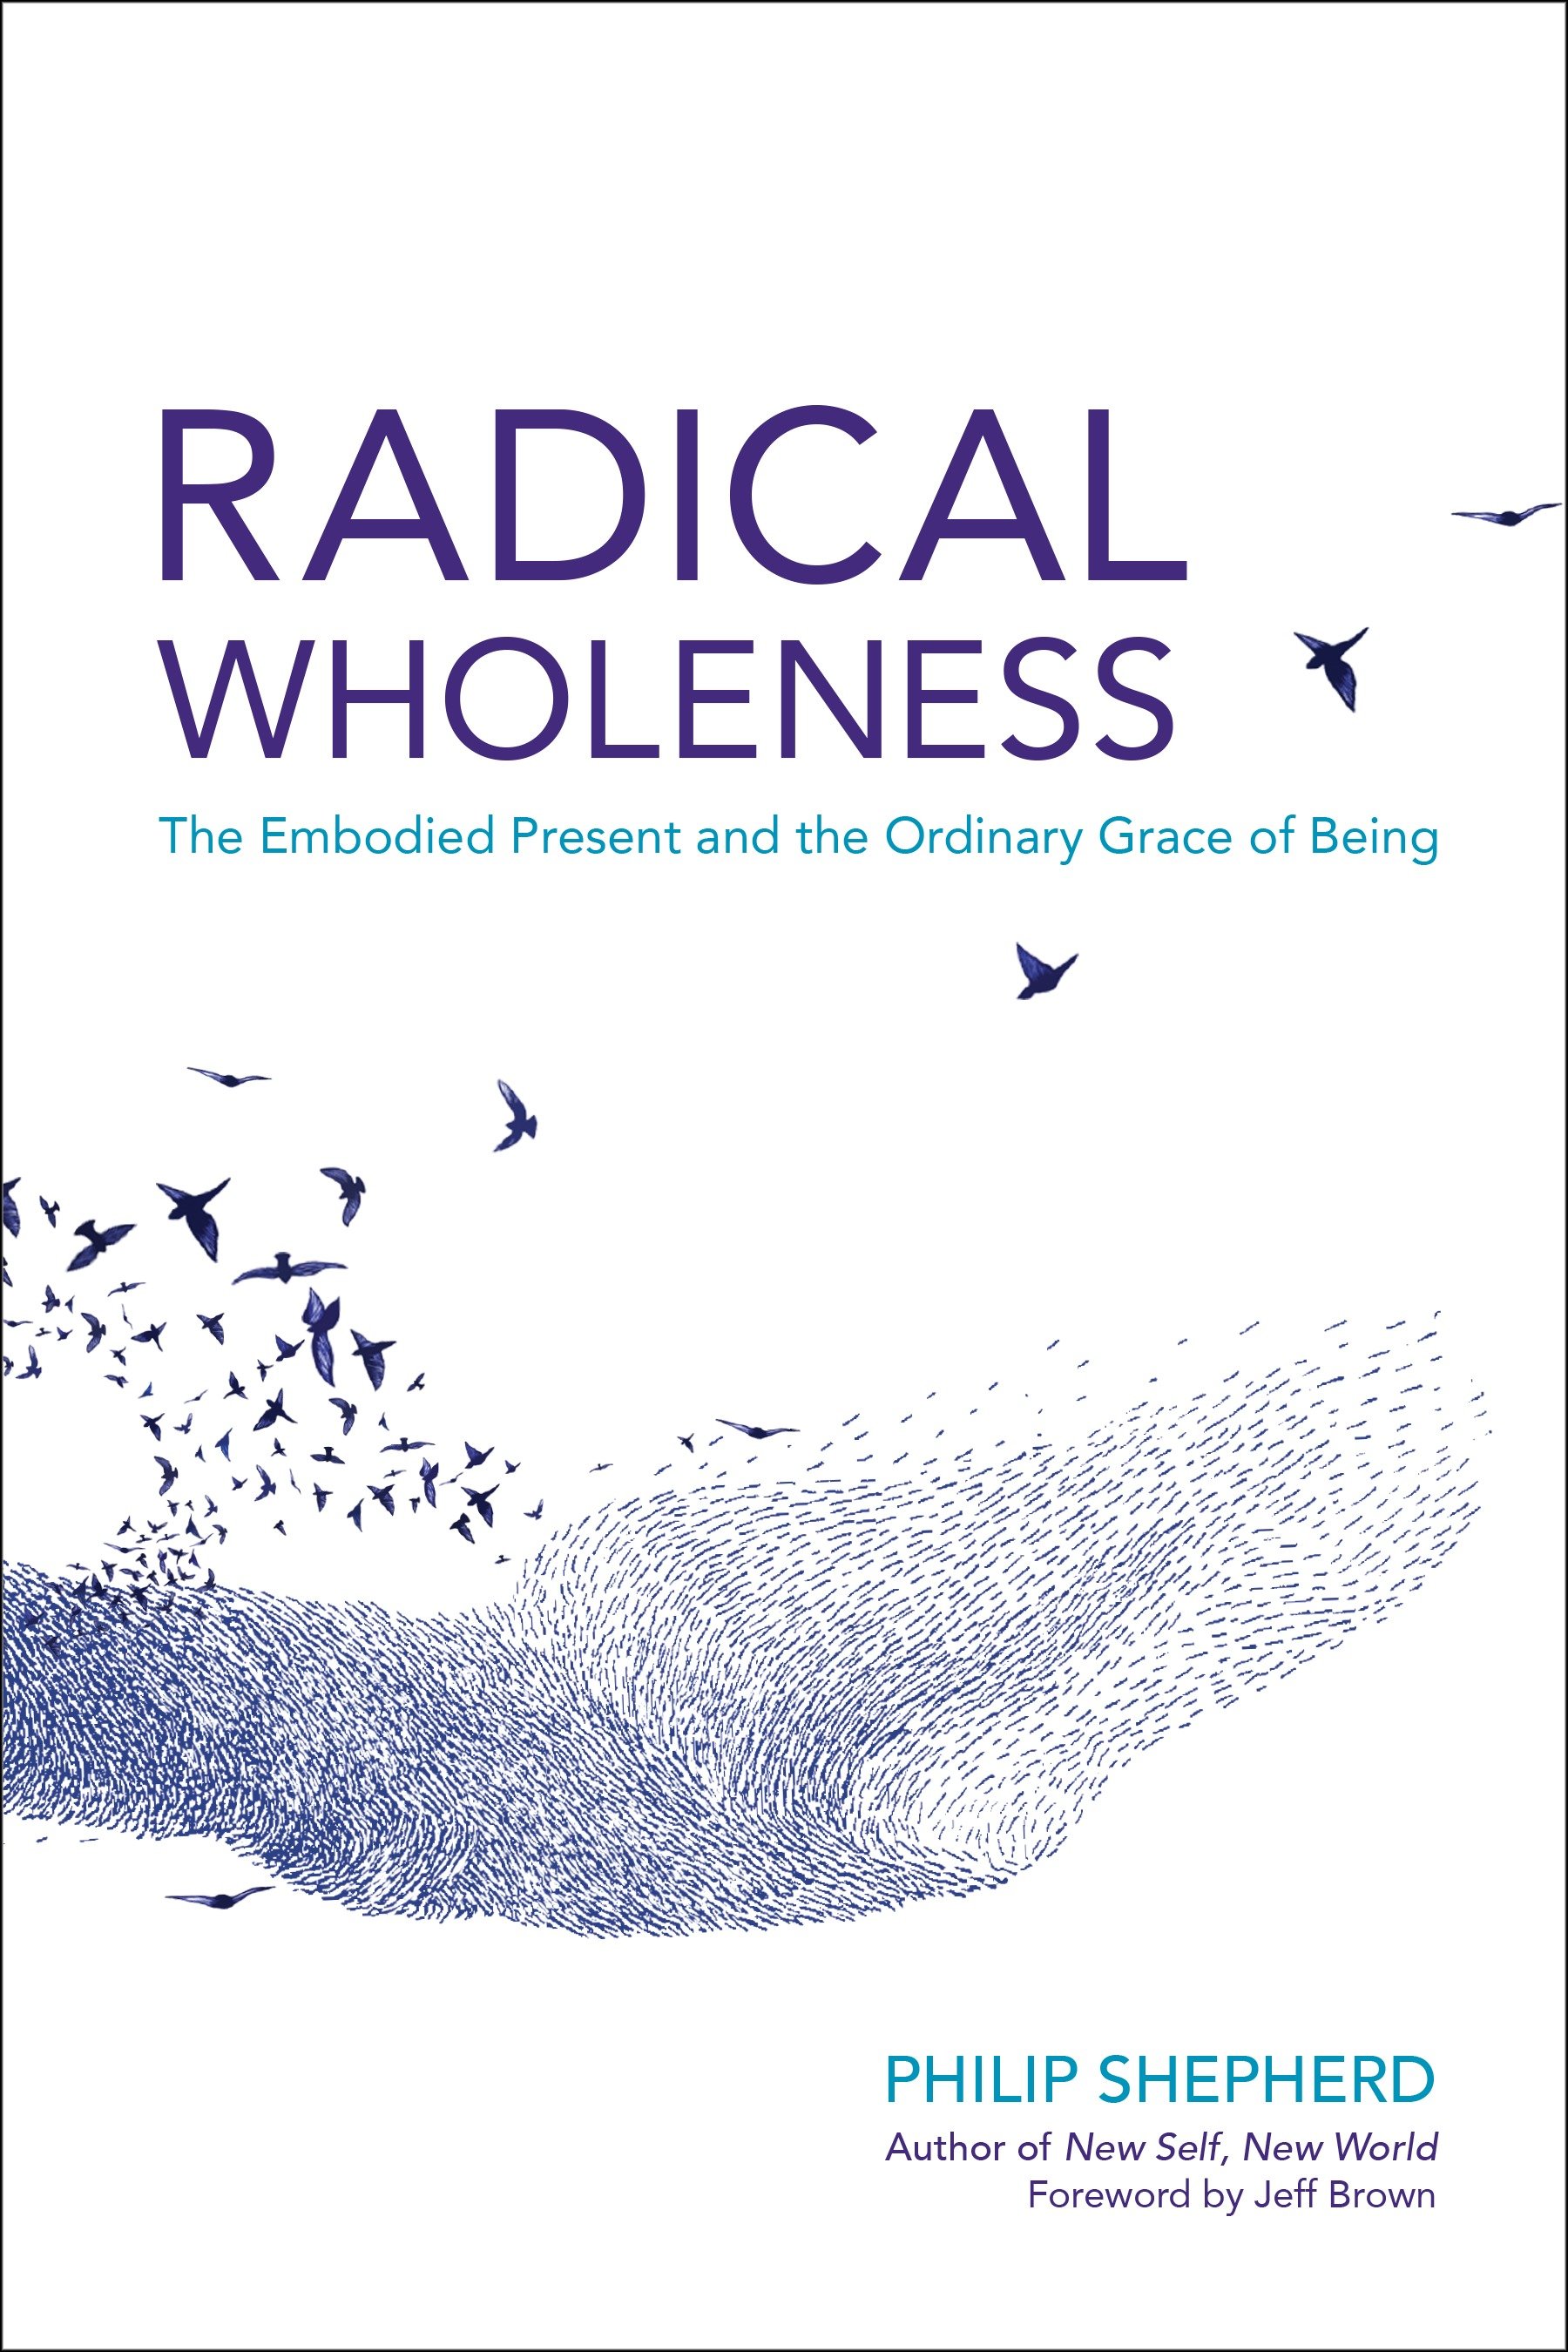 RADICAL
WHOLENESS
The Embodied Present and the Ordinary Grace of Being
PHILIP SHEPHERD
Author of New Self, New World
Foreword by Jeff Brown